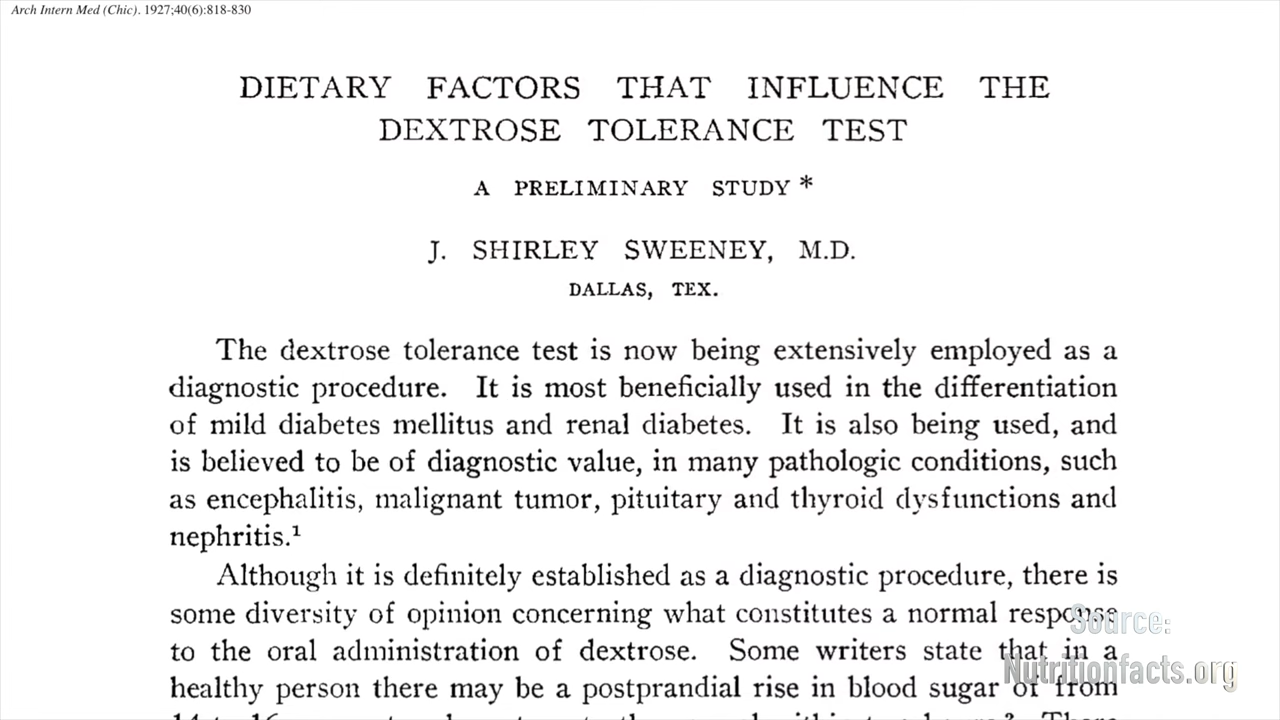 Arch Intern Med (Chic). 1927;40(6):818-830
DIETARY FACTORS THAT INFLUENCE THE
DEXTROSE TOLERANCE TEST
A PRELIMINARY STUDY *
J. SHIRLEY SWEENEY, M.D.
DALLAS, TEX.
The dextrose tolerance test is now being extensively employed as a
diagnostic procedure. It is most beneficially used in the differentiation
of mild diabetes mellitus and renal diabetes. It is also being used, and
is believed to be of diagnostic value, in many pathologic conditions, such
as encephalitis, malignant tumor, pituitary and thyroid dysfunctions and
nephritis.¹
Although it is definitely established as a diagnostic procedure, there is
some diversity of opinion concerning what constitutes a normal response
to the oral administration of dextrose. Some writers state that in a
healthy person there may be a postprandial rise in blood sugar of from
Source:
Nutritionfacts.org